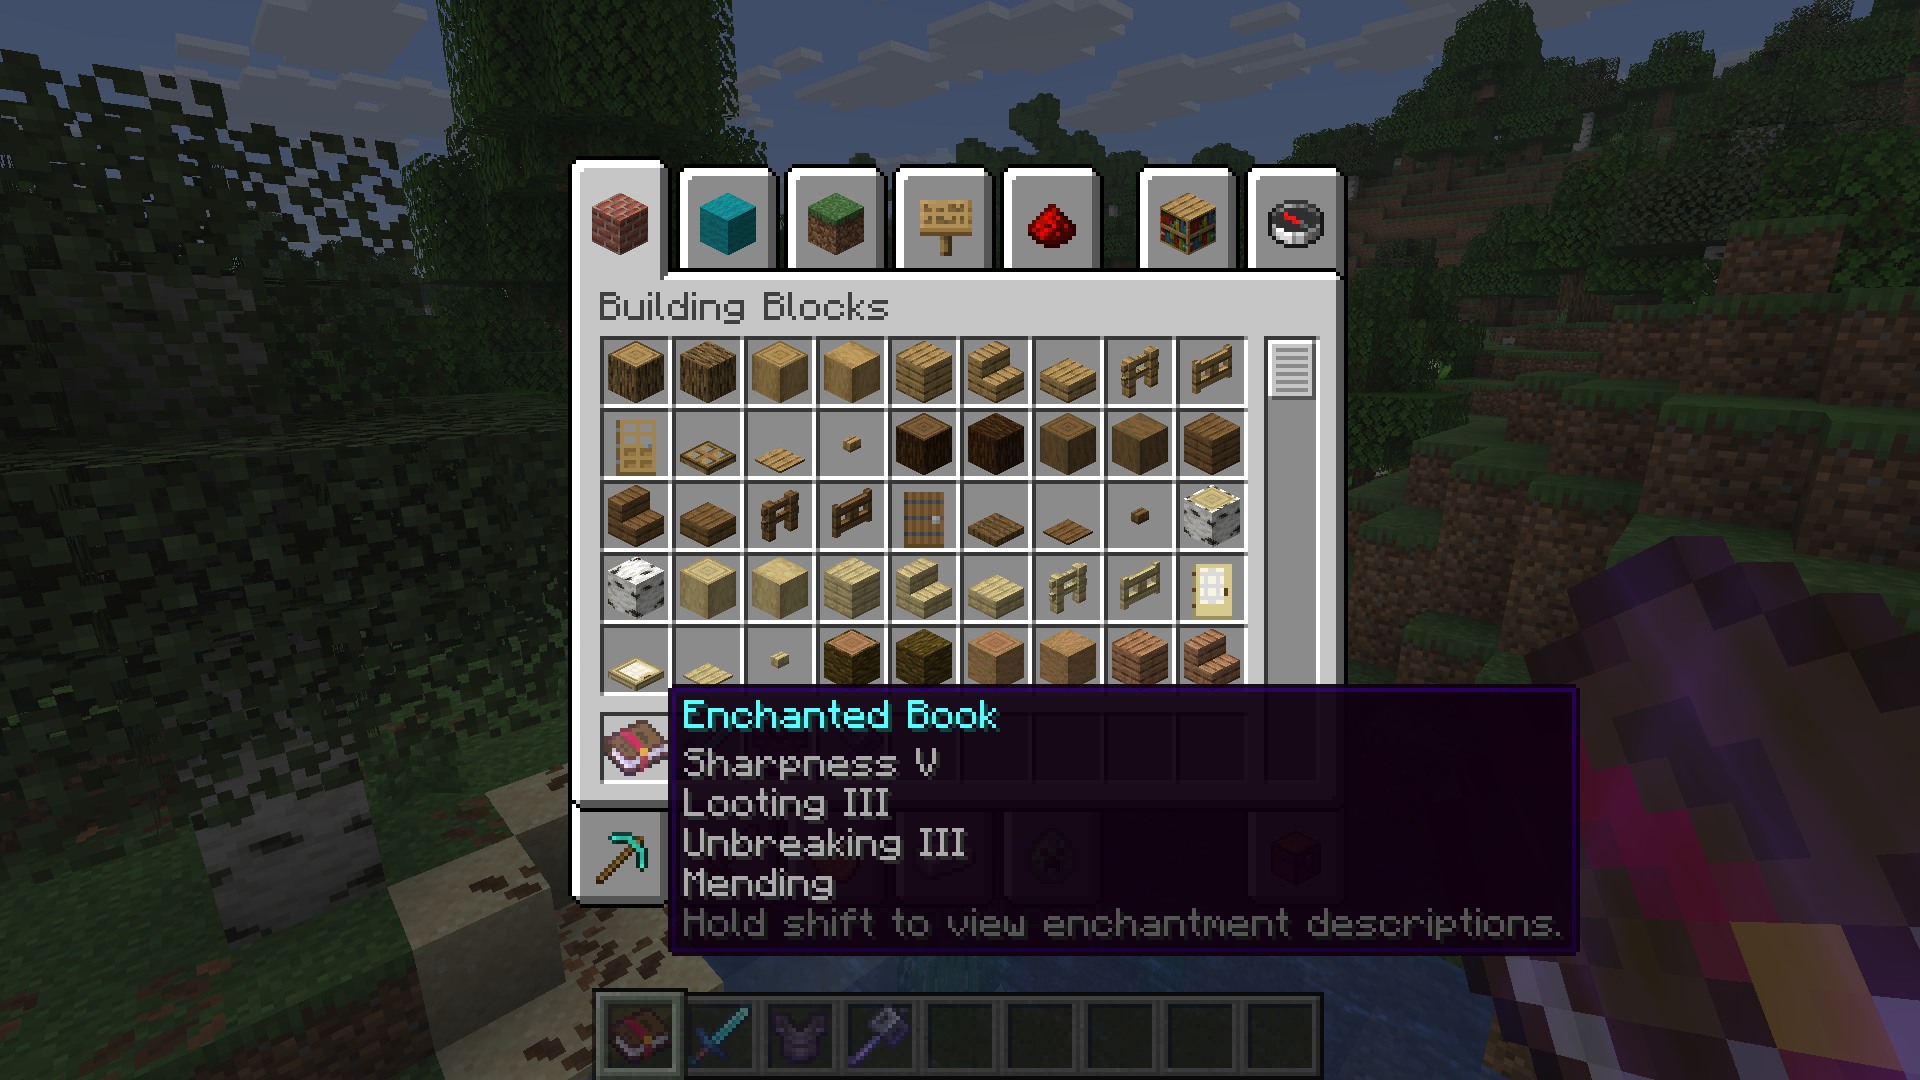 Building Blocks
Enchanted Book
Sharpness V
Looting III
Unbreaking III
Mending
Hold shift to view enchantment descriptions.